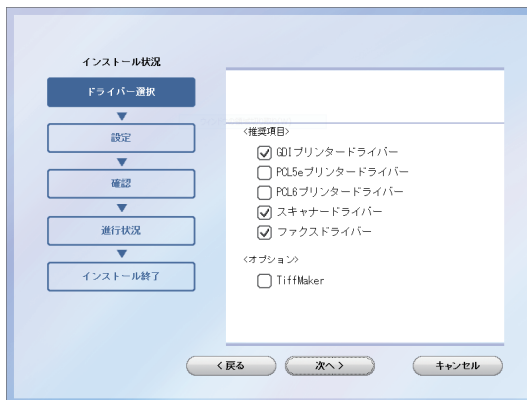 インストール状況
ドライバー選択
設定
確認
進行状況
インストール終了
<推奨項目>
GDIプリンタードライバー
PCL5eプリンタードライバー
PCL6プリンタードライバー
スキャナードライバー
ファクスドライバー
<オプション>
TiffMaker
< 戻る
次へ >
キャンセル